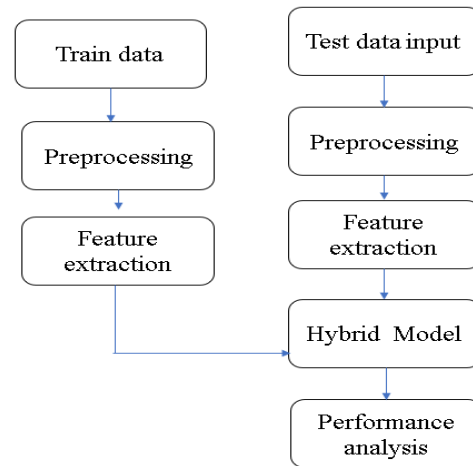 Train data
Preprocessing
Feature
extraction
Test data input
Preprocessing
Feature
extraction
Hybrid Model
Performance
analysis